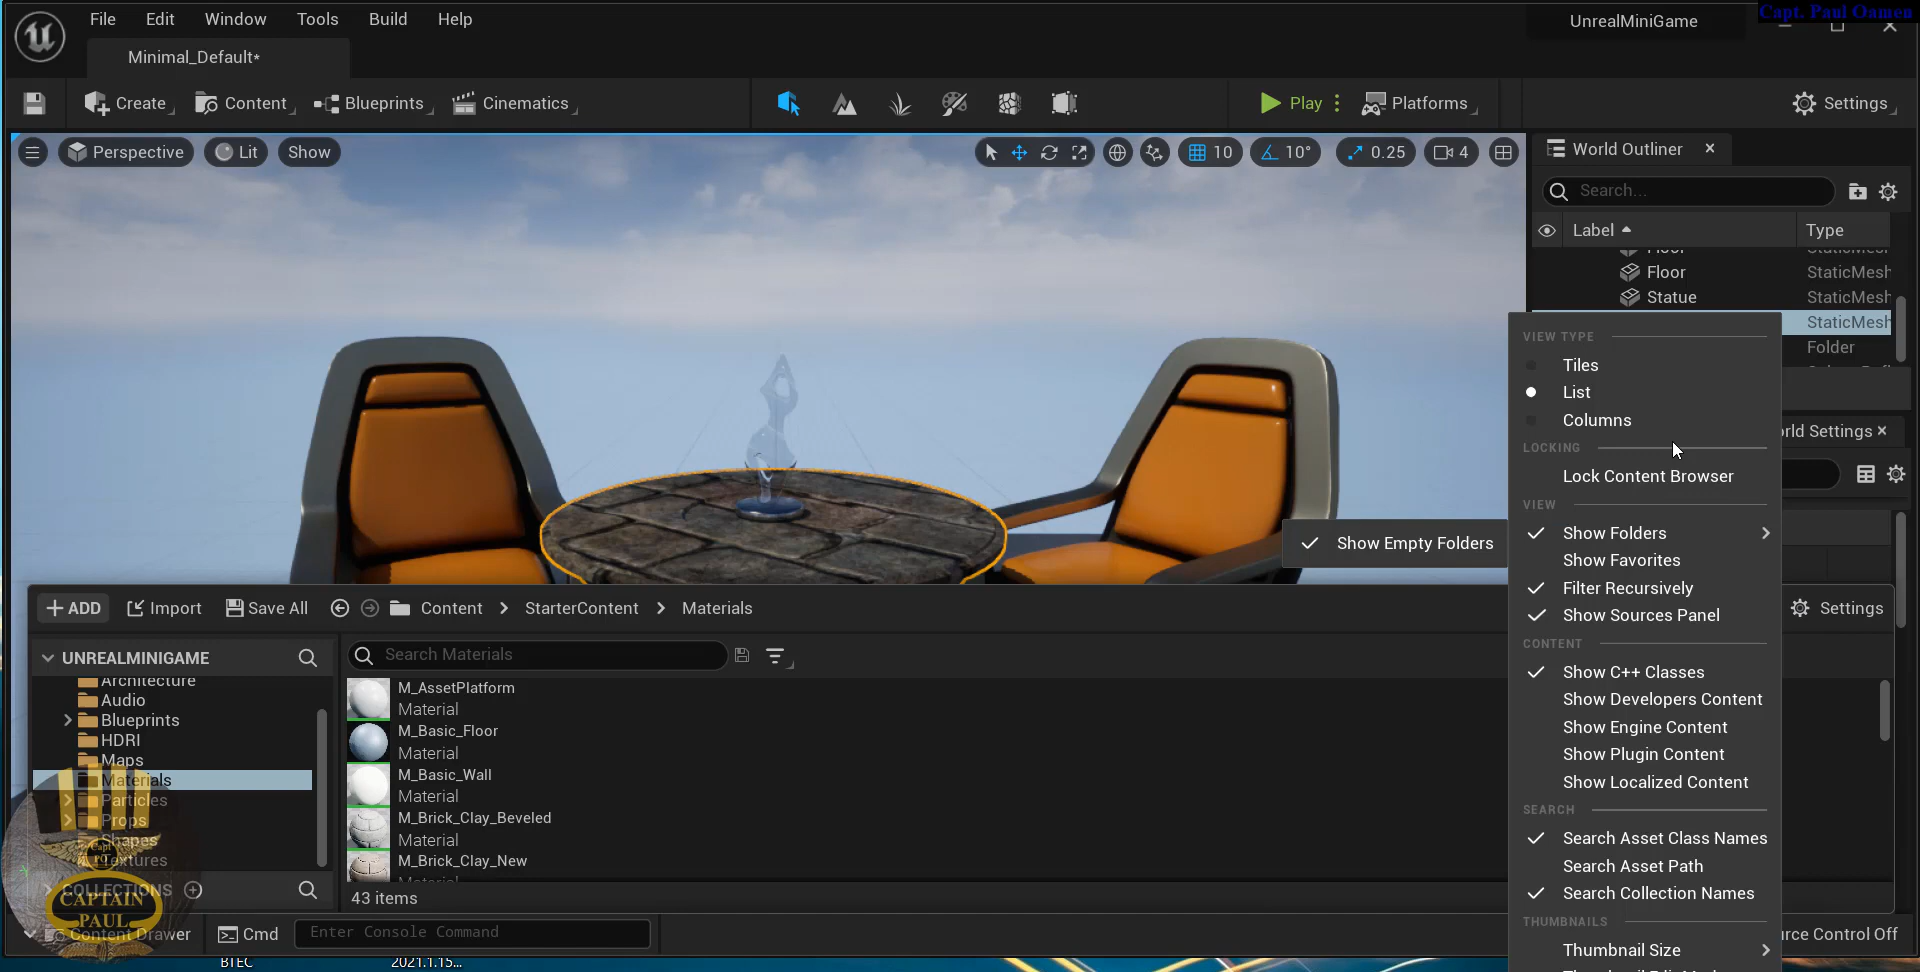 File Edit Window Tools Build Help
UnrealMiniGame
Capt. Paul Oamen
Minimal_Default*
Create Content Blueprints Cinematics
Play Platforms
Settings
Perspective Lit Show
10 10° 0.25 4
World Outliner
Search...
Label Type
Floor StaticMesh
Statue StaticMesh
StaticMesh
Folder
VIEW TYPE
Tiles
List
Columns
rld Settings
LOCKING
Lock Content Browser
VIEW
Show Folders
Show Empty Folders
Show Favorites
Filter Recursively
Show Sources Panel
CONTENT
Show C++ Classes
Show Developers Content
Show Engine Content
Show Plugin Content
Show Localized Content
SEARCH
Search Asset Class Names
Search Asset Path
Search Collection Names
THUMBNAILS
Thumbnail Size
ADD Import Save All Content > StarterContent > Materials
Settings
UNREALMINIGAME
Search Materials
Architecture
Audio
Blueprints
HDRI
Maps
Materials
Particles
Props
Shapes
Textures
COLLECTIONS
M_AssetPlatform
Material
M_Basic_Floor
Material
M_Basic_Wall
Material
M_Brick_Clay_Beveled
Material
M_Brick_Clay_New
Material
43 items
Capt
PO
CAPTAIN
PAUL
Content Drawer
Cmd
Enter Console Command
rce Control Off
BTEC
2021.1.15...